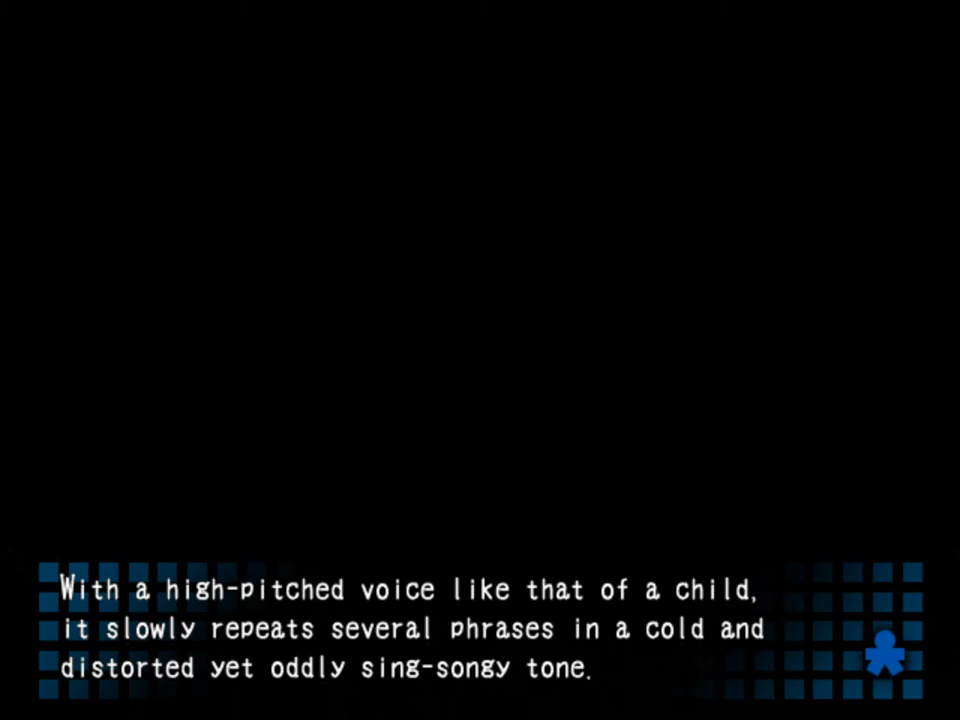 With a high-pitched voice like that of a child,
it slowly repeats several phrases in a cold and
distorted yet oddly sing-songy tone.